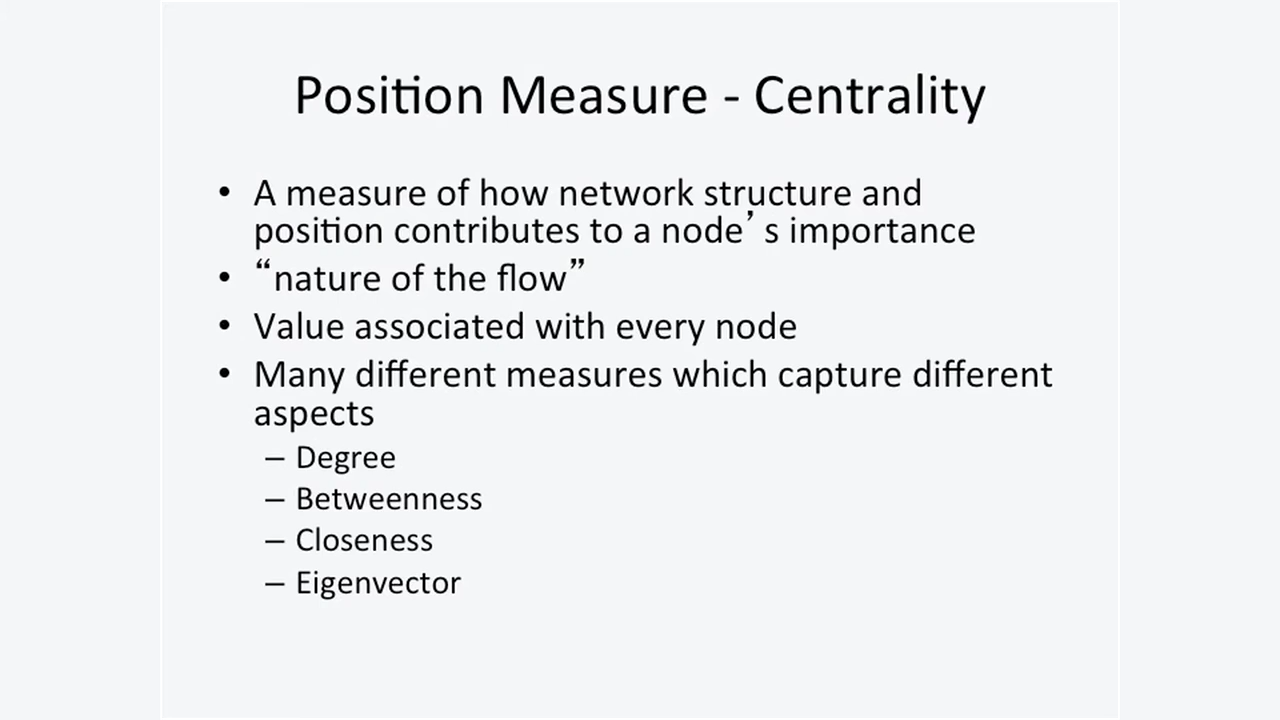 Position Measure - Centrality
• A measure of how network structure and
position contributes to a node’s importance
• “nature of the flow”
• Value associated with every node
• Many different measures which capture different
aspects
– Degree
– Betweenness
– Closeness
– Eigenvector